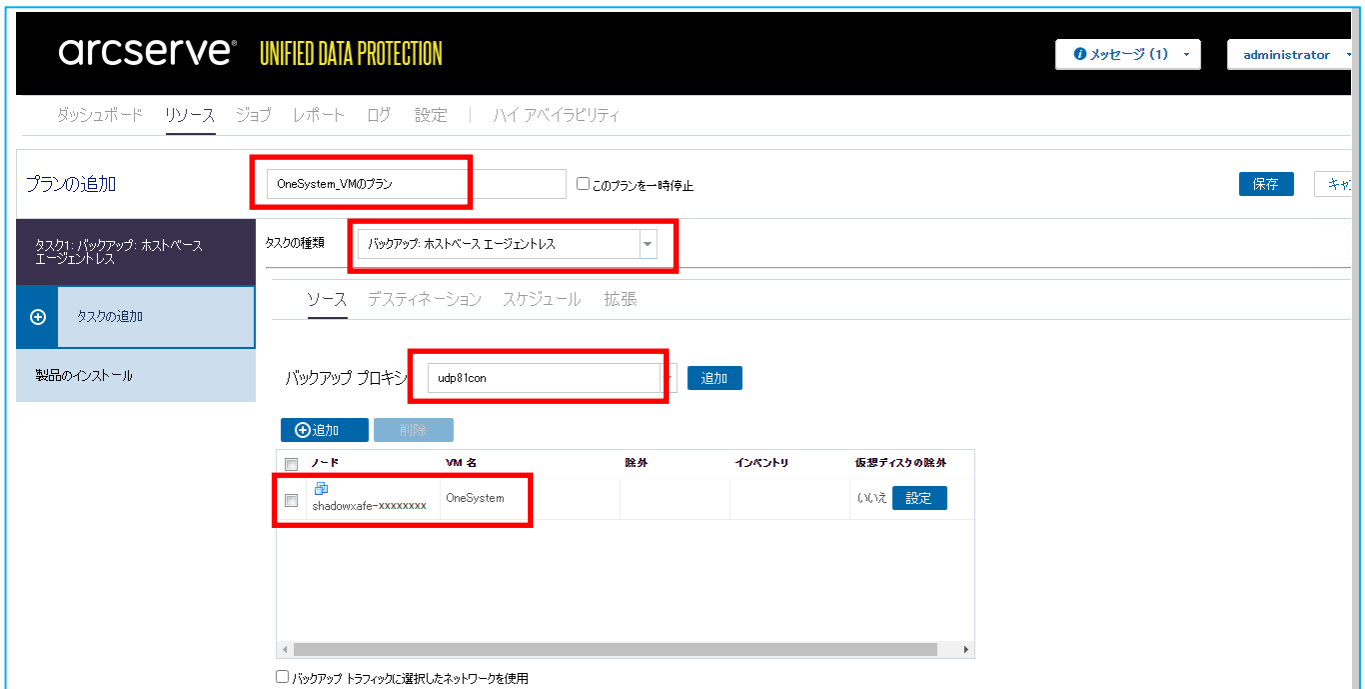 arcserve® UNIFIED DATA PROTECTION
メッセージ (1)
administrator
ダッシュボード リソース ジョブ レポート ログ 設定 | ハイ アベイラビリティ
プランの追加
OneSystem_VMのプラン
このプランを一時停止
保存
タスク1: バックアップ: ホストベース
エージェントレス
タスクの種類
バックアップ: ホストベース エージェントレス
タスクの追加
製品のインストール
ソース デスティネーション スケジュール 拡張
バックアップ プロキシ
udp81con
追加
追加 削除
ノード VM 名 除外 インベントリ 仮想ディスクの除外
shadowxafe-xxxxxxxx OneSystem いいえ 設定
バックアップ トラフィックに選択したネットワークを使用